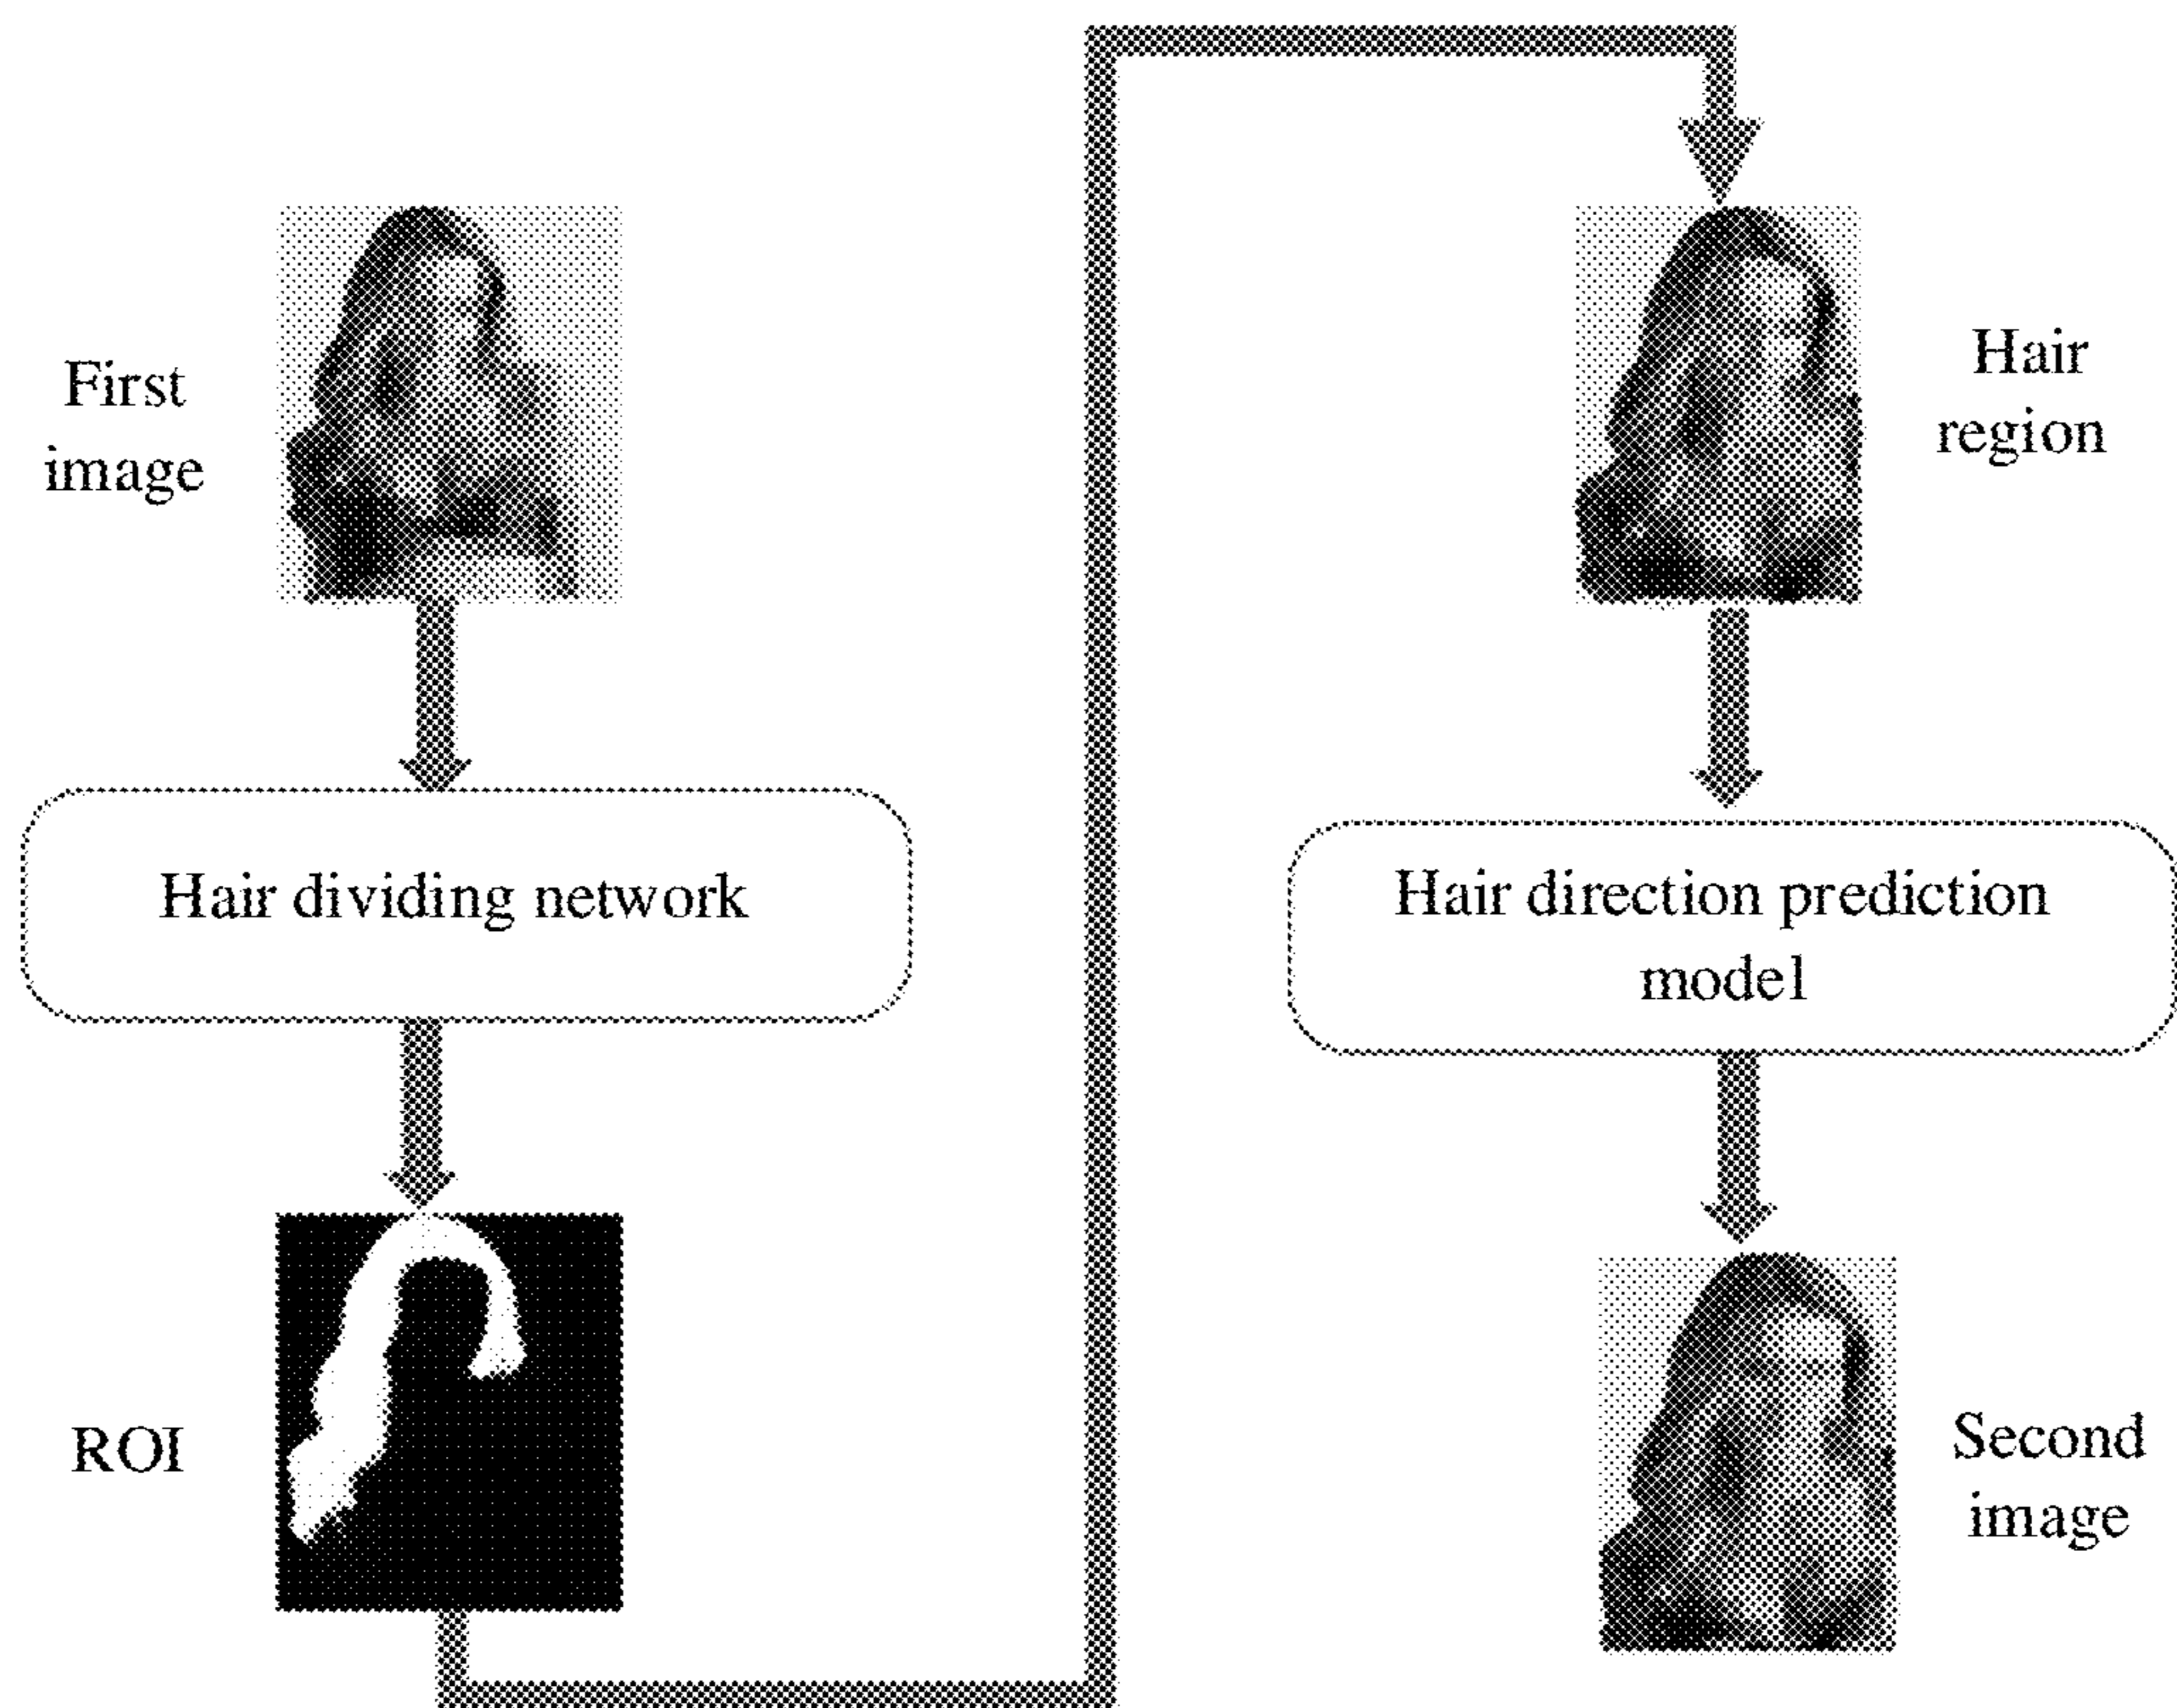 First
image
Hair dividing network
ROI
Hair
region
Hair direction prediction
model
Second
image